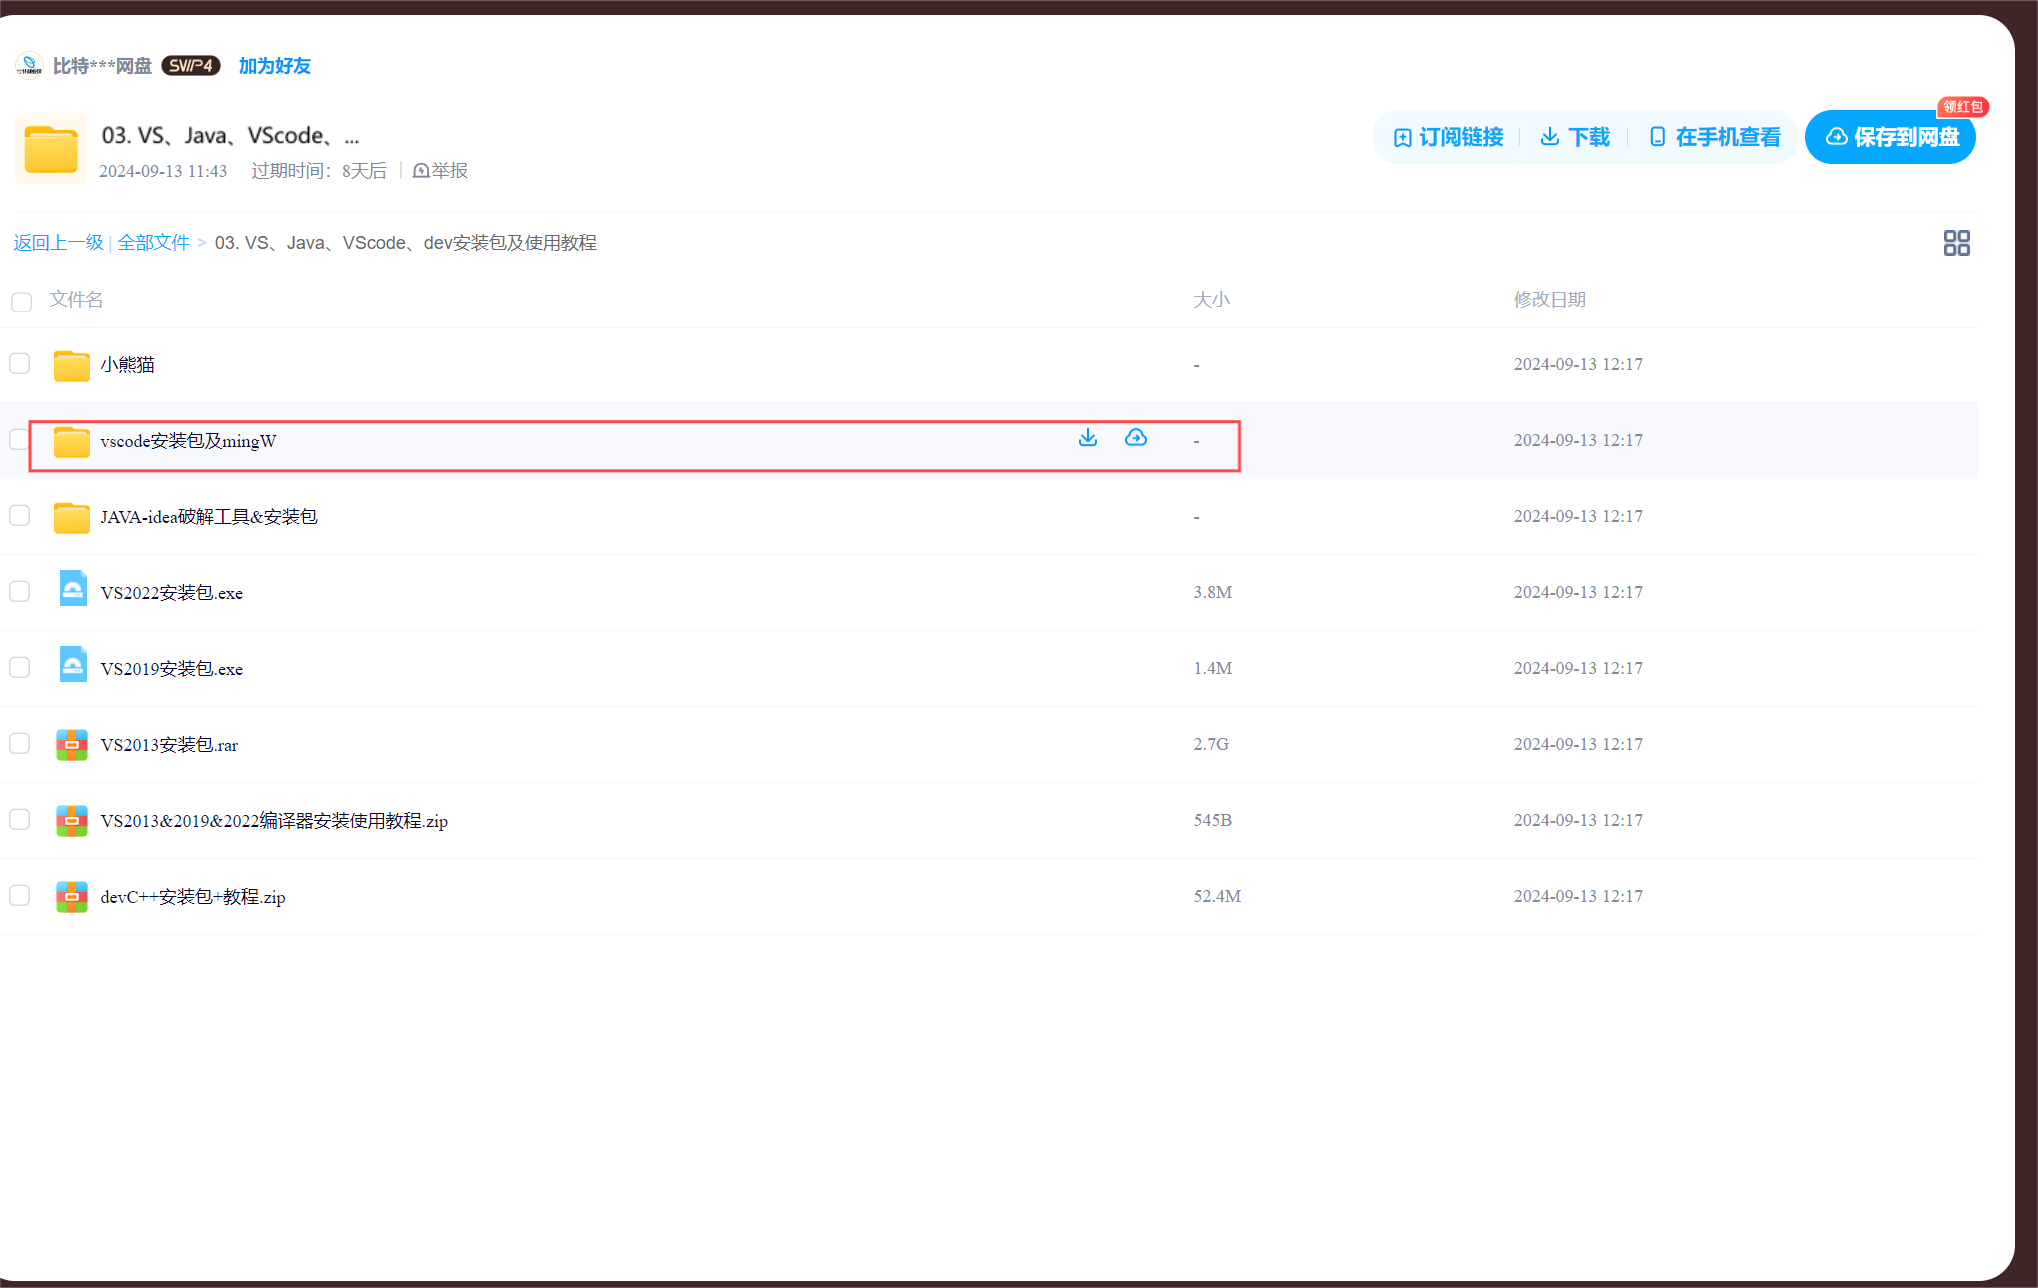 比特***网盘 SVIP4 加为好友
领红包
03. VS、Java、VScode、...
订阅链接 下载 在手机查看 保存到网盘
2024-09-13 11:43 过期时间：8天后 举报
返回上一级 | 全部文件 > 03. VS、Java、VScode、dev安装包及使用教程
文件名 大小 修改日期
小熊猫 - 2024-09-13 12:17
vscode安装包及mingW - 2024-09-13 12:17
JAVA-idea破解工具&安装包 - 2024-09-13 12:17
VS2022安装包.exe 3.8M 2024-09-13 12:17
VS2019安装包.exe 1.4M 2024-09-13 12:17
VS2013安装包.rar 2.7G 2024-09-13 12:17
VS2013&2019&2022编译器安装使用教程.zip 545B 2024-09-13 12:17
devC++安装包+教程.zip 52.4M 2024-09-13 12:17